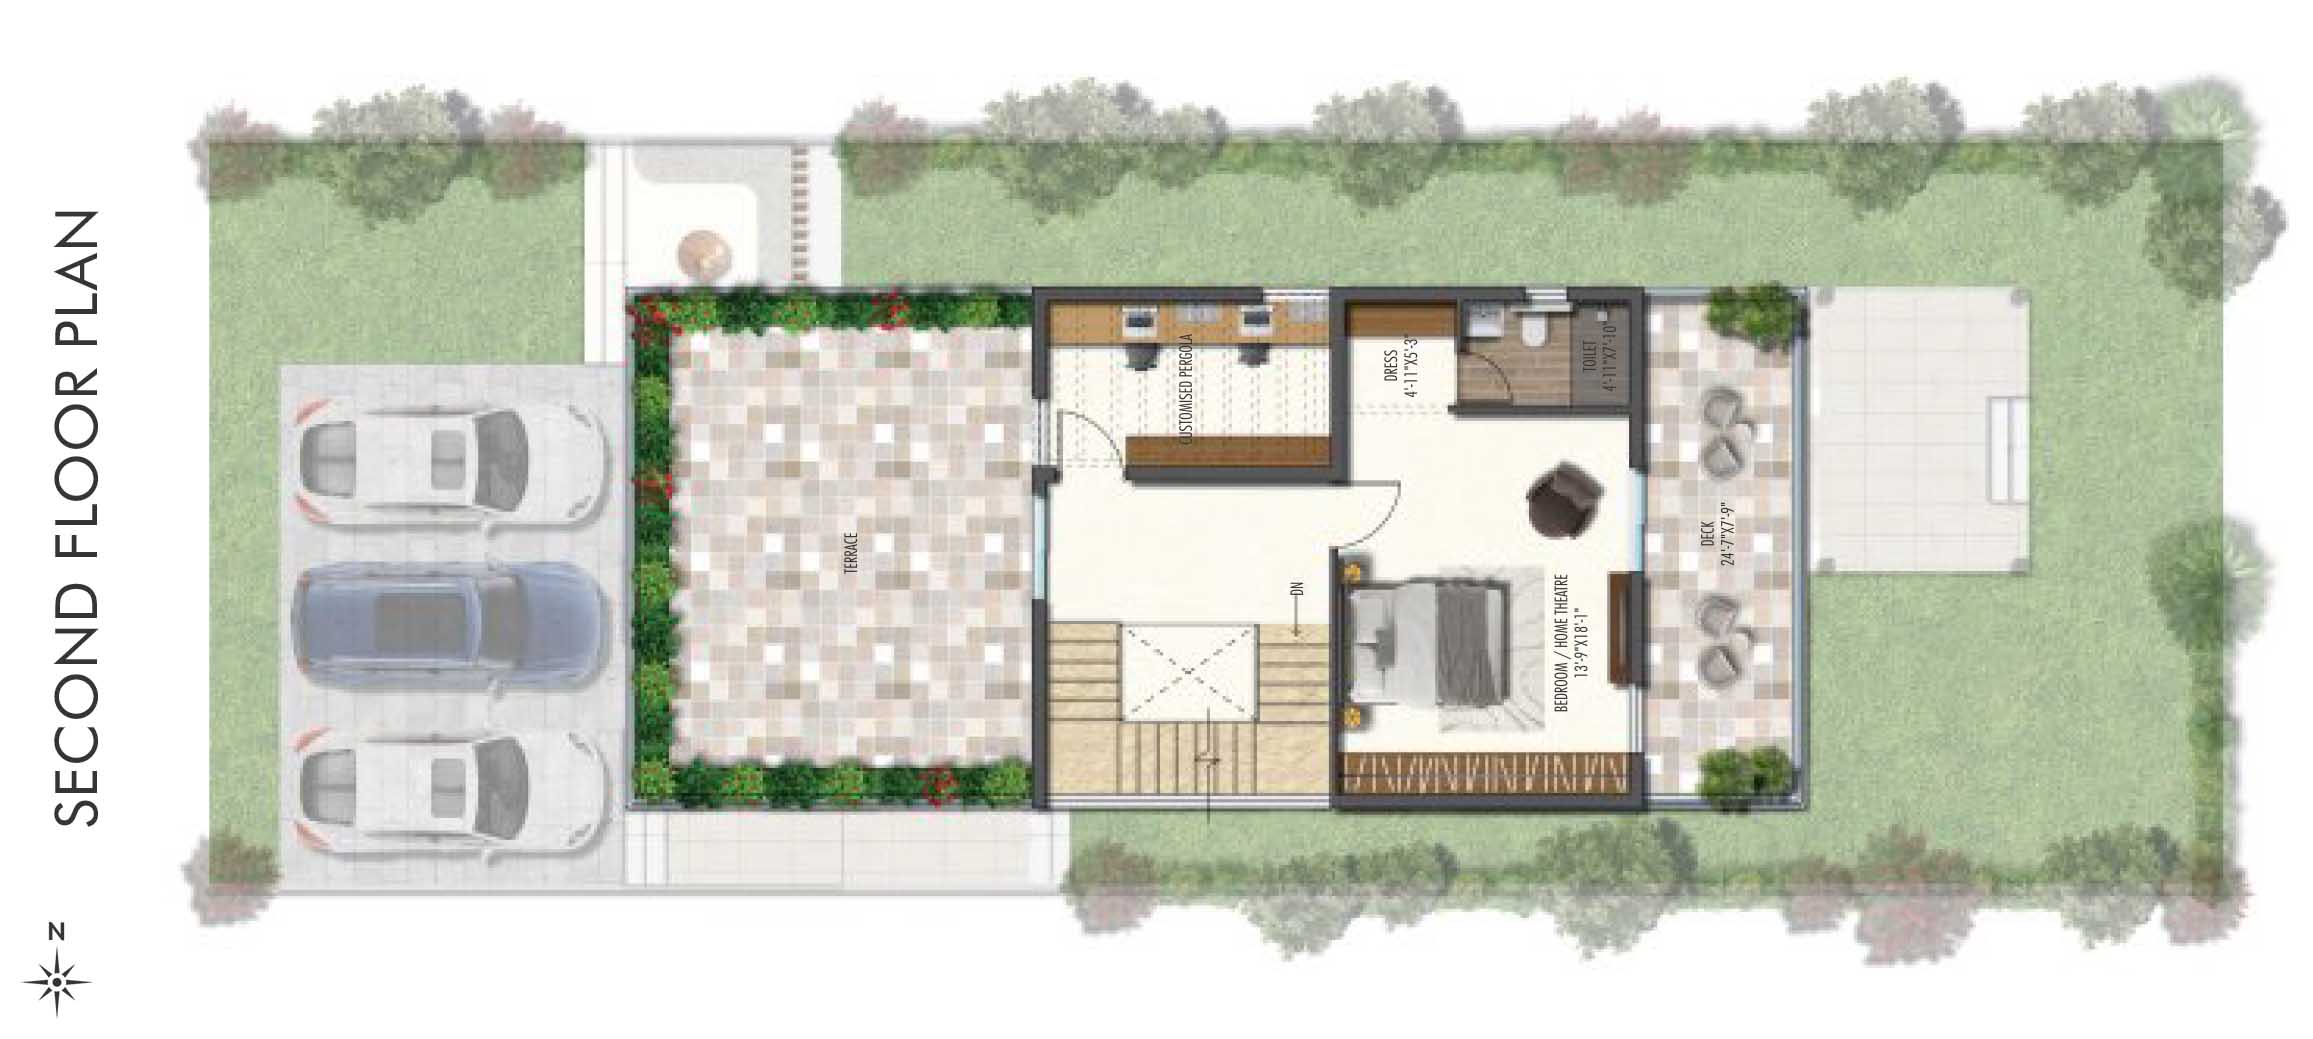 SECOND FLOOR PLAN
N
TERRACE
CUSTOMISED PERGOLA
DRESS
4'-11"X5'-3"
TOILET
4'-11"X7'-10"
DN
BEDROOM / HOME THEATRE
13'-9"X18'-1"
DECK
24'-7"X7'-9"